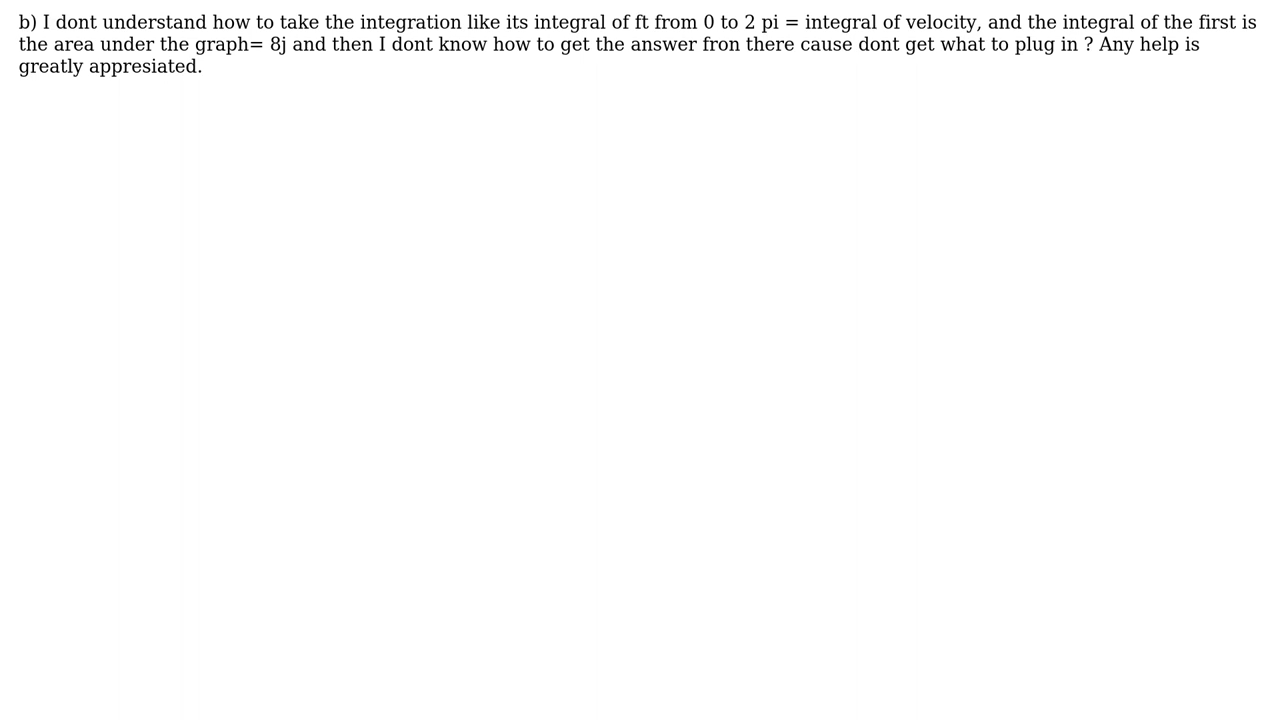 b) I dont understand how to take the integration like its integral of ft from 0 to 2 pi = integral of velocity, and the integral of the first is
the area under the graph= 8j and then I dont know how to get the answer fron there cause dont get what to plug in ? Any help is
greatly appresiated.